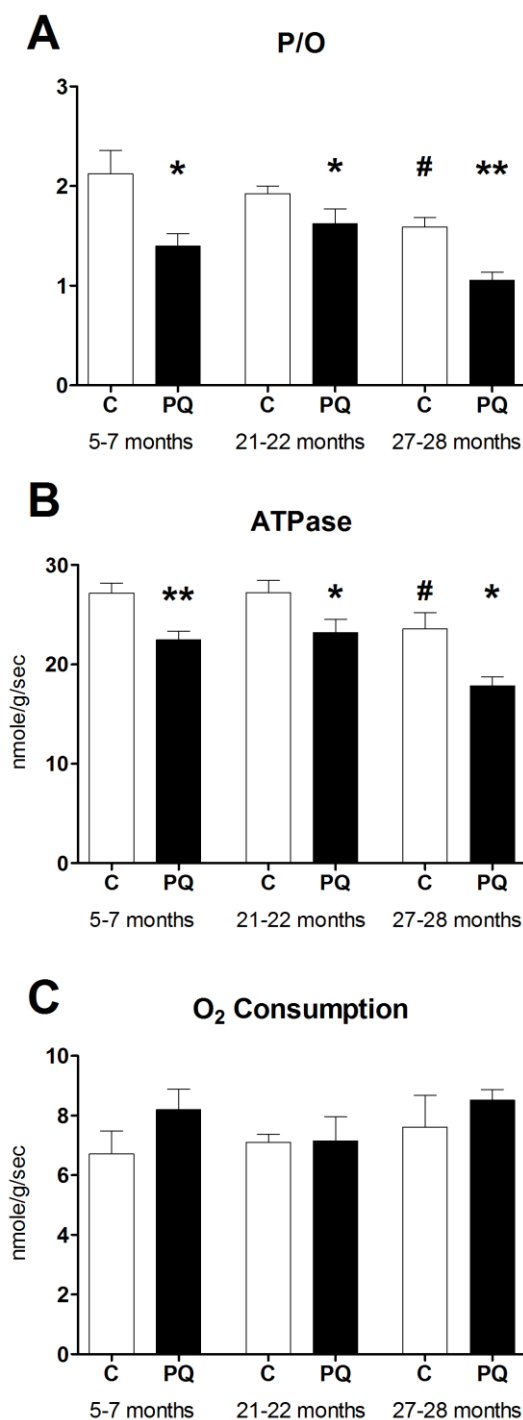 A
P/O
3
2
1
0
* * # **
C PQ C PQ C PQ
5-7 months 21-22 months 27-28 months
B
ATPase
30
20
10
0
nmole/g/sec
** * # *
C PQ C PQ C PQ
5-7 months 21-22 months 27-28 months
C
O₂ Consumption
10
8
6
4
2
0
nmole/g/sec
C PQ C PQ C PQ
5-7 months 21-22 months 27-28 months